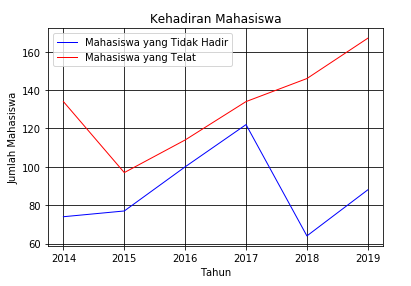 Kehadiran Mahasiswa
Mahasiswa yang Tidak Hadir
Mahasiswa yang Telat
Jumlah Mahasiswa
160
140
120
100
80
60
2014 2015 2016 2017 2018 2019
Tahun